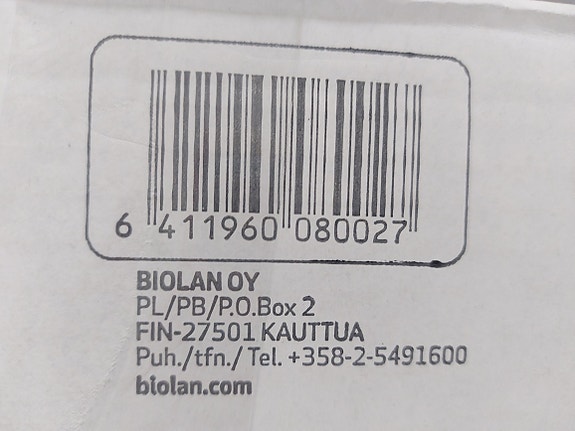 6 411960 080027
BIOLAN OY
PL/PB/P.O.Box 2
FIN-27501 KAUTTUA
Puh./tfn./ Tel. +358-2-5491600
biolan.com